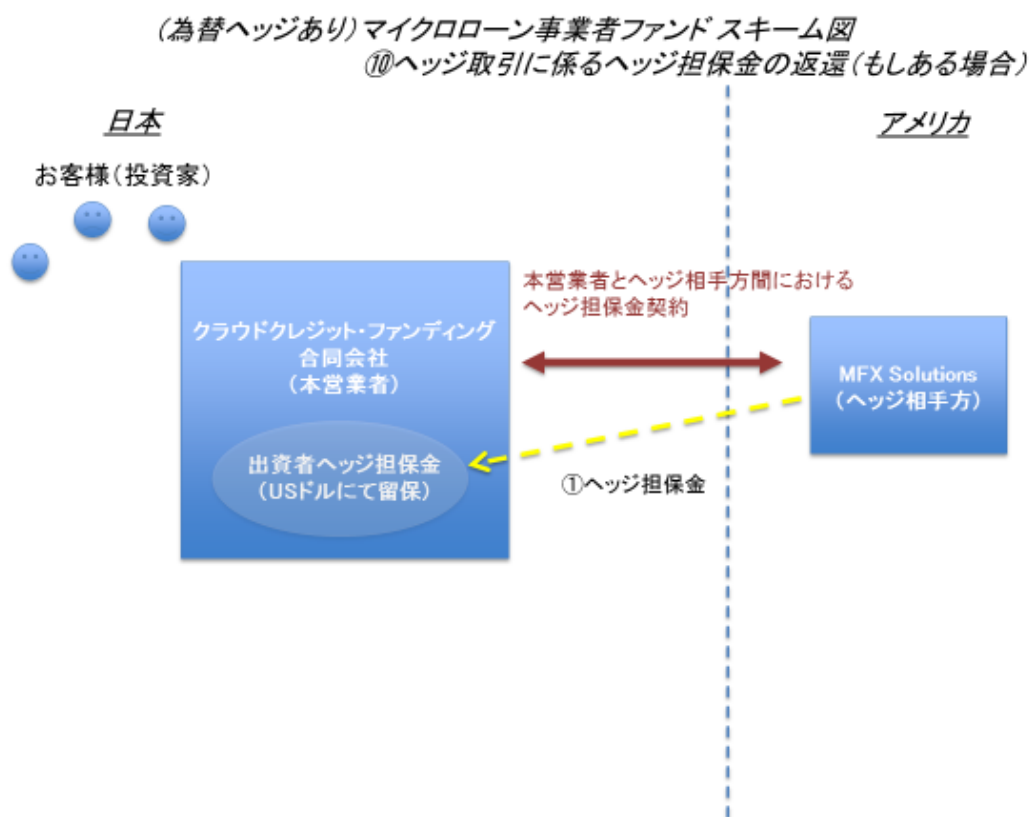 (為替ヘッジあり)マイクロローン事業者ファンド スキーム図
⑩ヘッジ取引に係るヘッジ担保金の返還(もしある場合)
日本
アメリカ
お客様(投資家)
本営業者とヘッジ相手方間における
ヘッジ担保金契約
クラウドクレジット・ファンディング
合同会社
(本営業者)
MFX Solutions
(ヘッジ相手方)
出資者ヘッジ担保金
(USドルにて留保)
①ヘッジ担保金